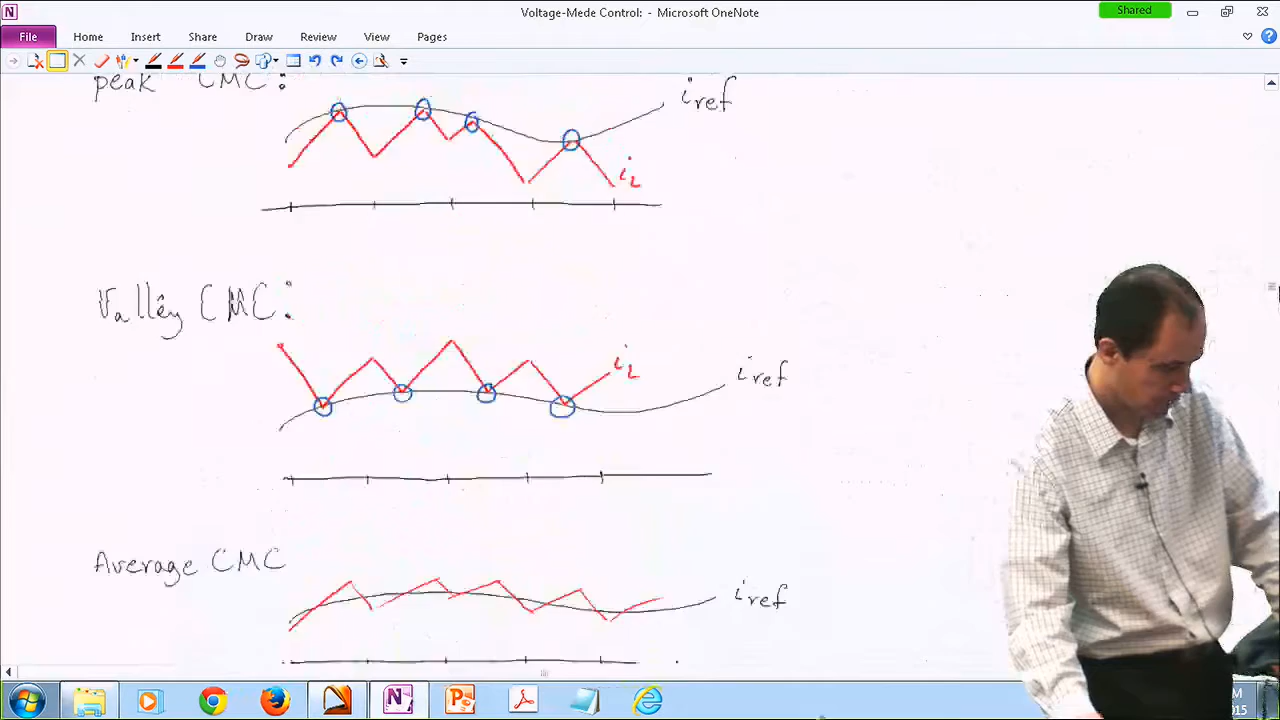 Voltage-Mede Control: - Microsoft OneNote
Shared
File Home Insert Share Draw Review View Pages
peak CMC:
iref
iL
Valley CMC:
iL
iref
Average CMC
iref
M
2015